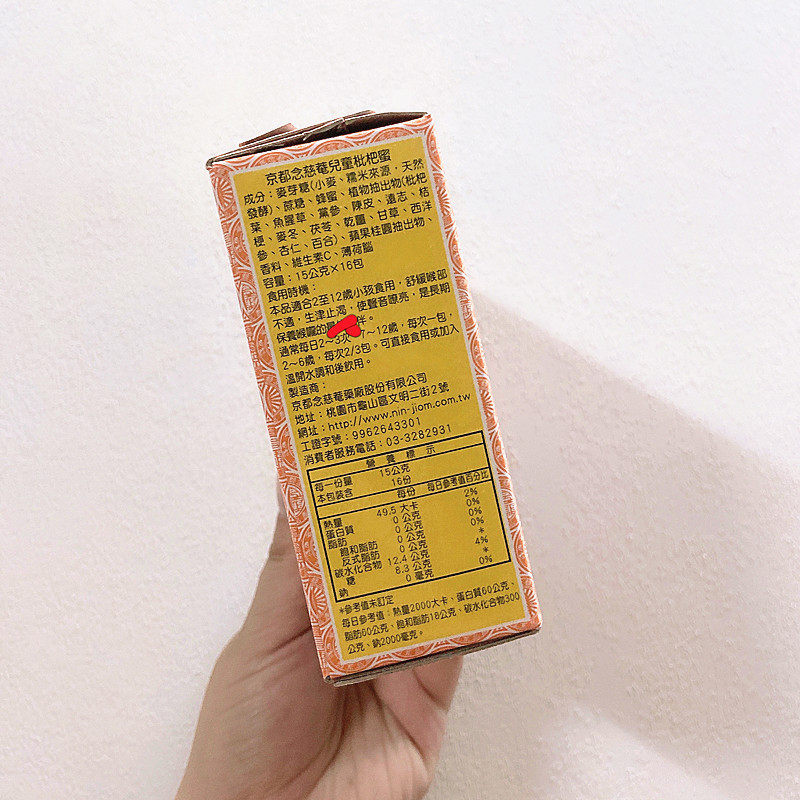 京都念慈菴兒童枇杷蜜
成分：麥芽糖(小麥、糯米來源，天然
發酵)、蔗糖、蜂蜜、植物抽出物(枇杷
葉、魚腥草、黨參、陳皮、遠志、桔
梗、麥冬、茯苓、乾薑、甘草、西洋
參、杏仁、百合)、蘋果桂圓抽出物、
香料、維生素C、薄荷腦
容量：15公克×16包
食用時機：
本品適合2至12歲小孩食用，舒緩喉部
不適，生津止渴，使聲音嘹亮，是長期
保養喉嚨的 伴。
通常每日2～3次 7～12歲，每次一包，
2～6歲，每次2/3包。可直接食用或加入
溫開水調和後飲用。
製造商：
京都念慈菴藥廠股份有限公司
地址：桃園市龜山區文明二街2號
網址：http://www.nin-jiom.com.tw
工證字號：9962643301
消費者服務電話：03-3282931
營養標示
每一份量 15公克
本包裝含 16份
每份 每日參考值百分比
熱量 49.5 大卡 2%
蛋白質 0 公克 0%
脂肪 0 公克 0%
飽和脂肪 0 公克 0%
反式脂肪 0 公克 *
碳水化合物 12.4 公克 4%
糖 8.3 公克 *
鈉 0 毫克 0%
*參考值未訂定
每日參考值：熱量2000大卡、蛋白質60公克、
脂肪60公克、飽和脂肪18公克、碳水化合物300
公克、鈉2000毫克。